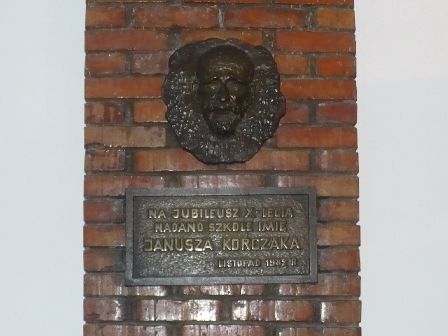 NA JUBILEUSZ X-LECIA
NADANO SZKOLE IMIĘ
JANUSZA KORCZAKA
LISTOPAD